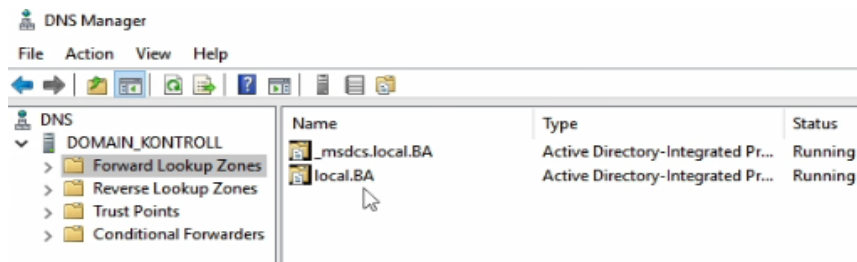 DNS Manager
File Action View Help
DNS
DOMAIN_KONTROLL
Forward Lookup Zones
Reverse Lookup Zones
Trust Points
Conditional Forwarders
Name Type Status
_msdcs.local.BA Active Directory-Integrated Pr... Running
local.BA Active Directory-Integrated Pr... Running